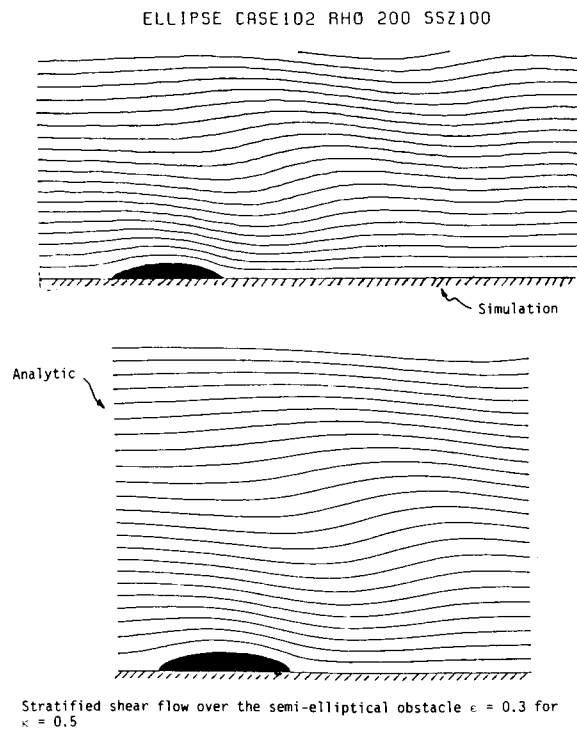 ELLIPSE CASE102 RHO 200 SSZ100
Simulation
Analytic
Stratified shear flow over the semi-elliptical obstacle ε = 0.3 for
κ = 0.5